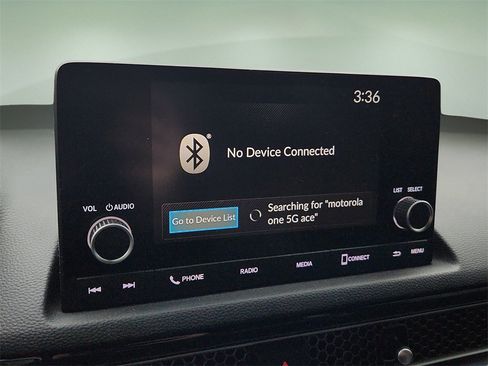 3:36
No Device Connected
VOL AUDIO
LIST SELECT
Go to Device List
Searching for "motorola
one 5G ace"
PHONE RADIO MEDIA CONNECT MENU